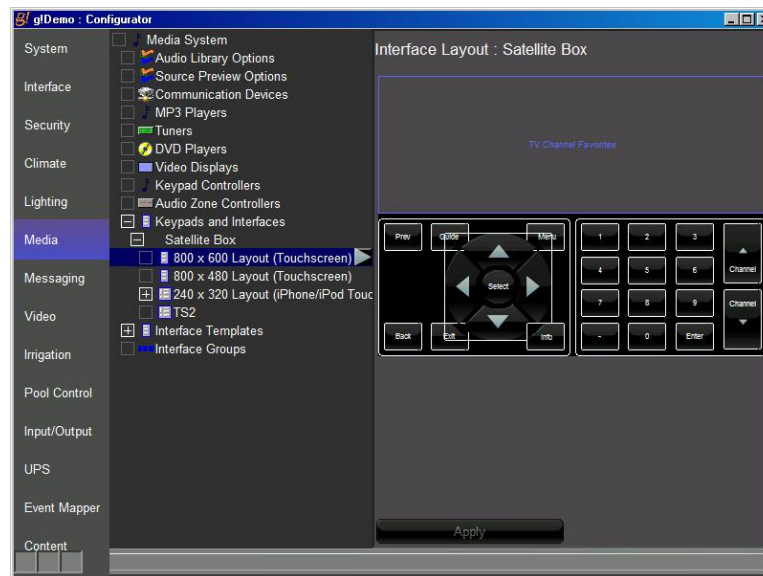 g! g!Demo : Configurator
System
Interface
Security
Climate
Lighting
Media
Messaging
Video
Irrigation
Pool Control
Input/Output
UPS
Event Mapper
Content
Media System
Audio Library Options
Source Preview Options
Communication Devices
MP3 Players
Tuners
DVD Players
Video Displays
Keypad Controllers
Audio Zone Controllers
Keypads and Interfaces
Satellite Box
800 x 600 Layout (Touchscreen)
800 x 480 Layout (Touchscreen)
240 x 320 Layout (iPhone/iPod Touc
TS2
Interface Templates
Interface Groups
Interface Layout : Satellite Box
TV Channel Favorites
Prev Guide Menu 1 2 3
Channel
Select 4 5 6
7 8 9 Channel
Back Exit Info - 0 Enter
Apply